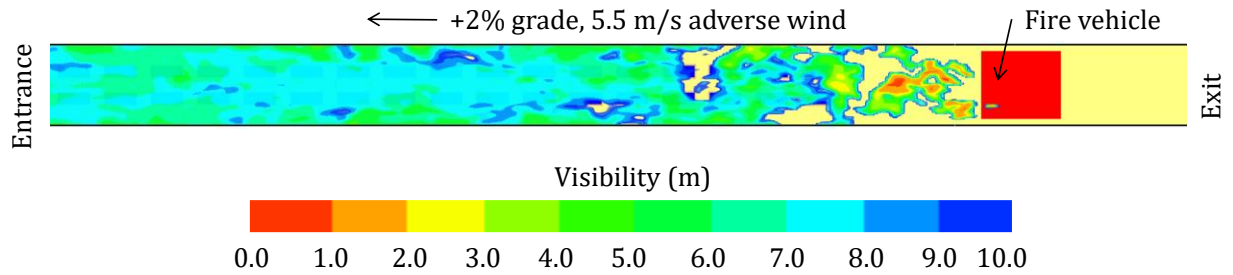 +2% grade, 5.5 m/s adverse wind
Fire vehicle
Entrance
Exit
Visibility (m)
0.0 1.0 2.0 3.0 4.0 5.0 6.0 7.0 8.0 9.0 10.0